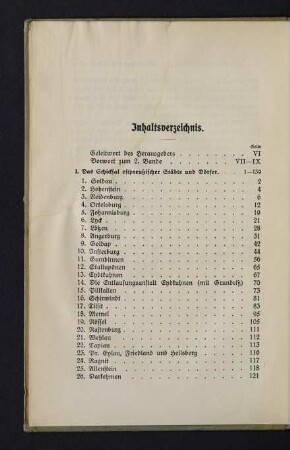 Inhaltsverzeichnis.
Seite
Geleitwort des Herausgebers . . . . VI
Vorwort zum 2. Bande . . . . VII—IX
I. Das Schicksal ostpreußischer Städte und Dörfer. 1—139
1. Soldau . . . . 2
2. Hohenstein . . . . 4
3. Neidenburg . . . . 6
4. Ortelsburg . . . . 12
5. Johannisburg . . . . 19
6. Lyck . . . . 21
7. Lötzen . . . . 28
8. Angerburg . . . . 31
9. Goldap . . . . 42
10. Insterburg . . . . 44
11. Gumbinnen . . . . 56
12. Stallupönen . . . . 65
13. Eydtkuhnen . . . . 67
14. Die Entlausungsanstalt Eydtkuhnen (mit Grundriß) 70
15. Pillkallen . . . . 73
16. Schirwindt . . . . 81
17. Tilsit . . . . 83
18. Memel . . . . 95
19. Rössel . . . . 105
20. Rastenburg . . . . 111
21. Wehlau . . . . 112
22. Tapiau . . . . 113
23. Pr. Eylau, Friedland und Heilsberg . . . . 116
24. Ragnit . . . . 117
25. Allenstein . . . . 118
26. Darkehmen . . . . 121